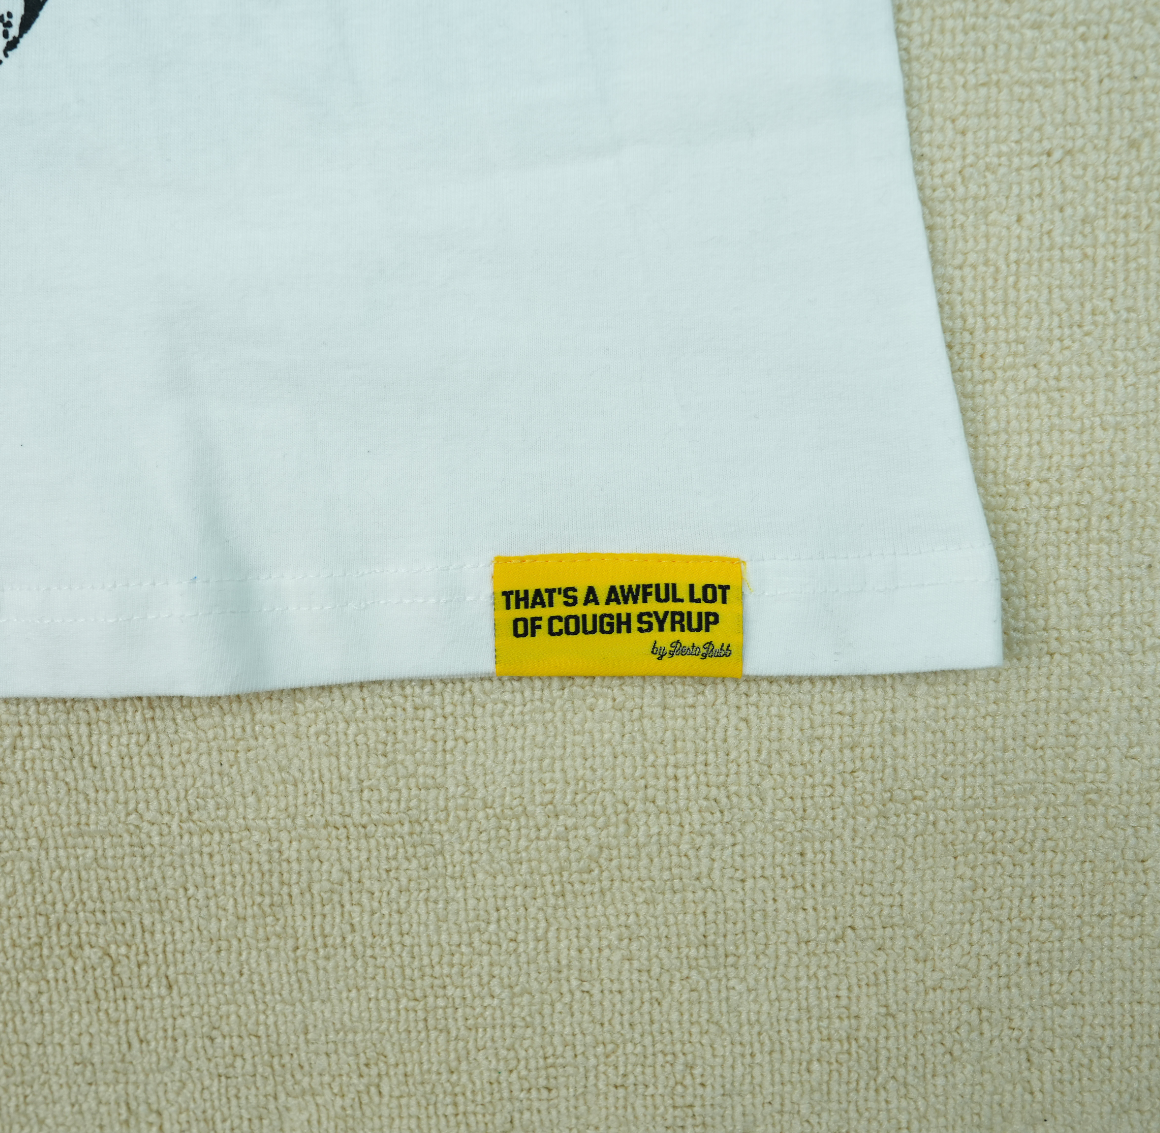 THAT'S A AWFUL LOT
OF COUGH SYRUP
by Desto Dubb